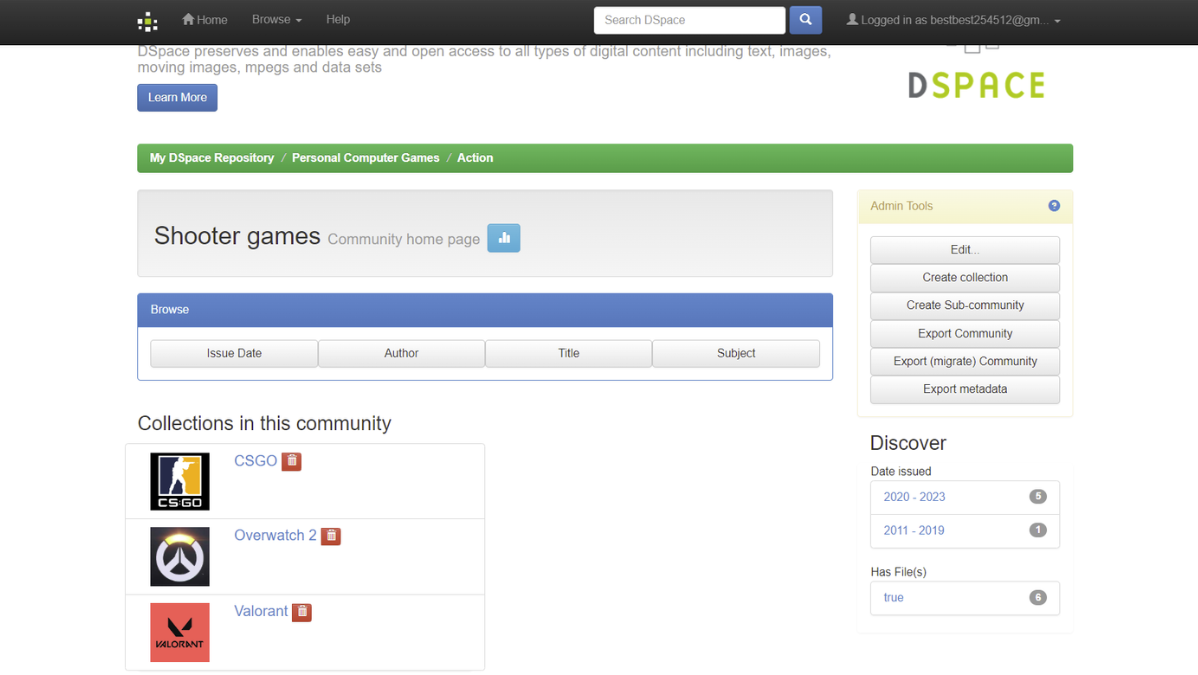 Home Browse Help Search DSpace Logged in as bestbest254512@gm...
DSpace preserves and enables easy and open access to all types of digital content including text, images,
moving images, mpegs and data sets
Learn More
DSPACE
My DSpace Repository / Personal Computer Games / Action
Shooter games Community home page
Browse
Issue Date Author Title Subject
Collections in this community
CSGO
CS:GO
Overwatch 2
Valorant
VALORANT
Admin Tools
Edit...
Create collection
Create Sub-community
Export Community
Export (migrate) Community
Export metadata
Discover
Date issued
2020 - 2023 5
2011 - 2019 1
Has File(s)
true 6